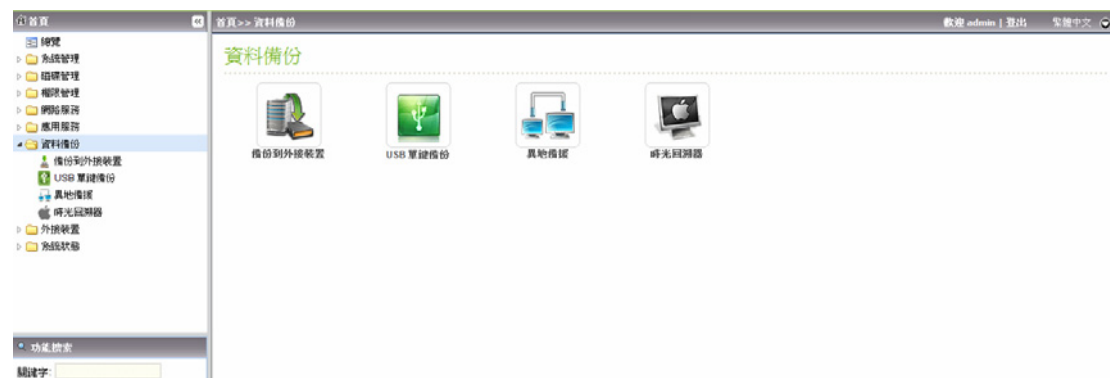 首頁
首頁>> 資料備份
歡迎 admin | 登出
繁體中文
總覽
系統管理
磁碟管理
權限管理
網路服務
應用服務
資料備份
備份到外接裝置
USB 單鍵備份
異地備援
時光回溯器
外接裝置
系統狀態
資料備份
備份到外接裝置
USB 單鍵備份
異地備援
時光回溯器
功能搜索
關鍵字: